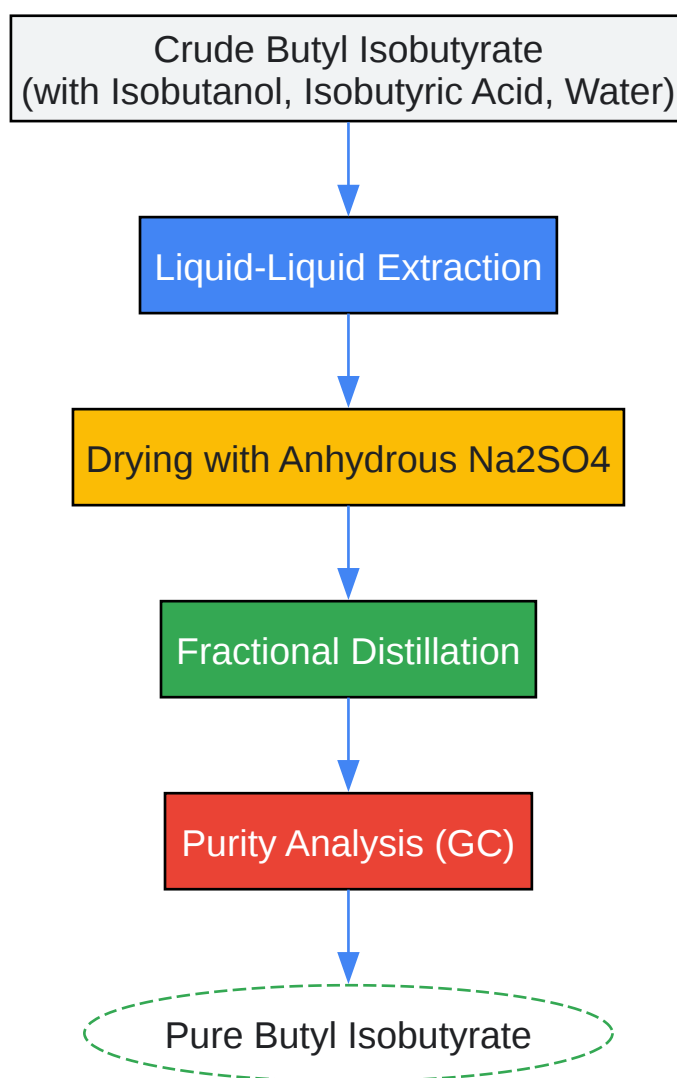 Crude Butyl Isobutyrate
(with Isobutanol, Isobutyric Acid, Water)
Liquid-Liquid Extraction
Drying with Anhydrous Na2SO4
Fractional Distillation
Purity Analysis (GC)
Pure Butyl Isobutyrate